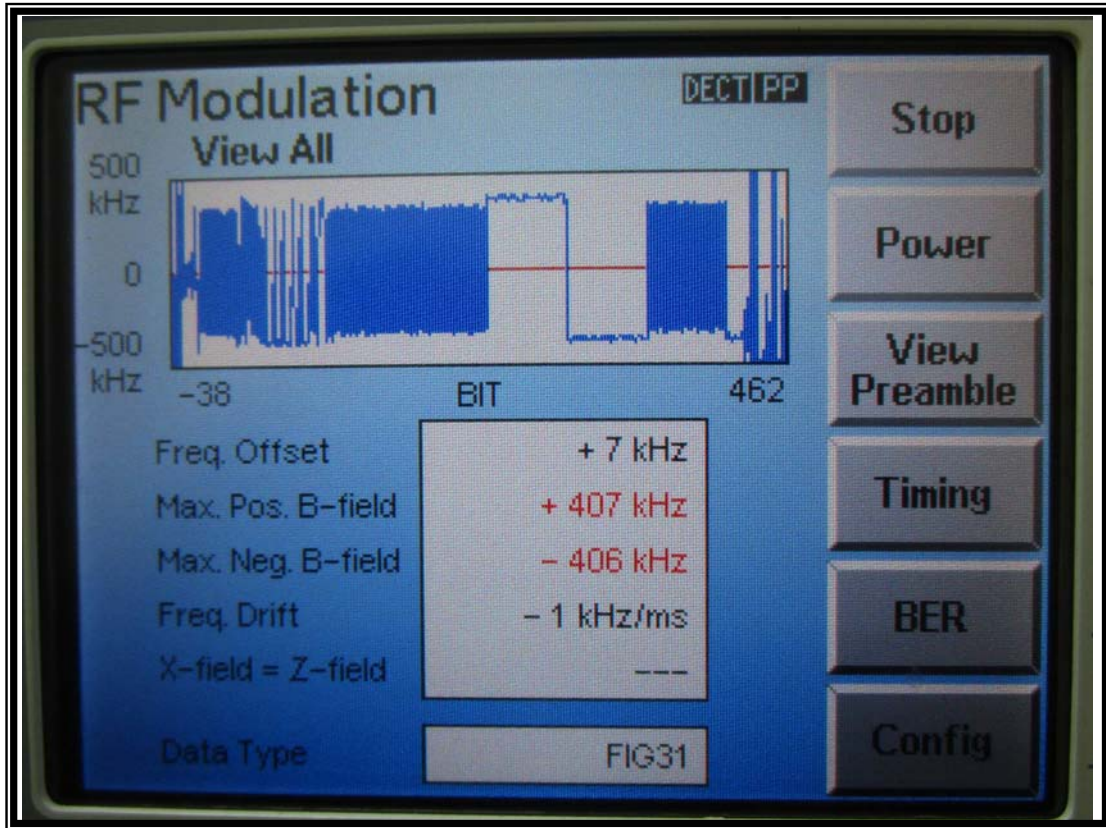 RF Modulation
DECT PP
View All
500
kHz
0
-500
kHz
-38
BIT
462
Freq. Offset
+ 7 kHz
Max. Pos. B-field
+ 407 kHz
Max. Neg. B-field
- 406 kHz
Freq. Drift
- 1 kHz/ms
X-field = Z-field
---
Data Type
FIG31
Stop
Power
View
Preamble
Timing
BER
Config